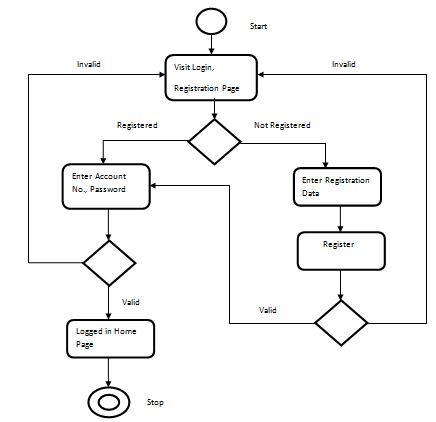 Start
Invalid
Invalid
Visit Login,
Registration Page
Registered
Not Registered
Enter Account
No., Password
Enter Registration
Data
Register
Valid
Valid
Logged in Home
Page
Stop